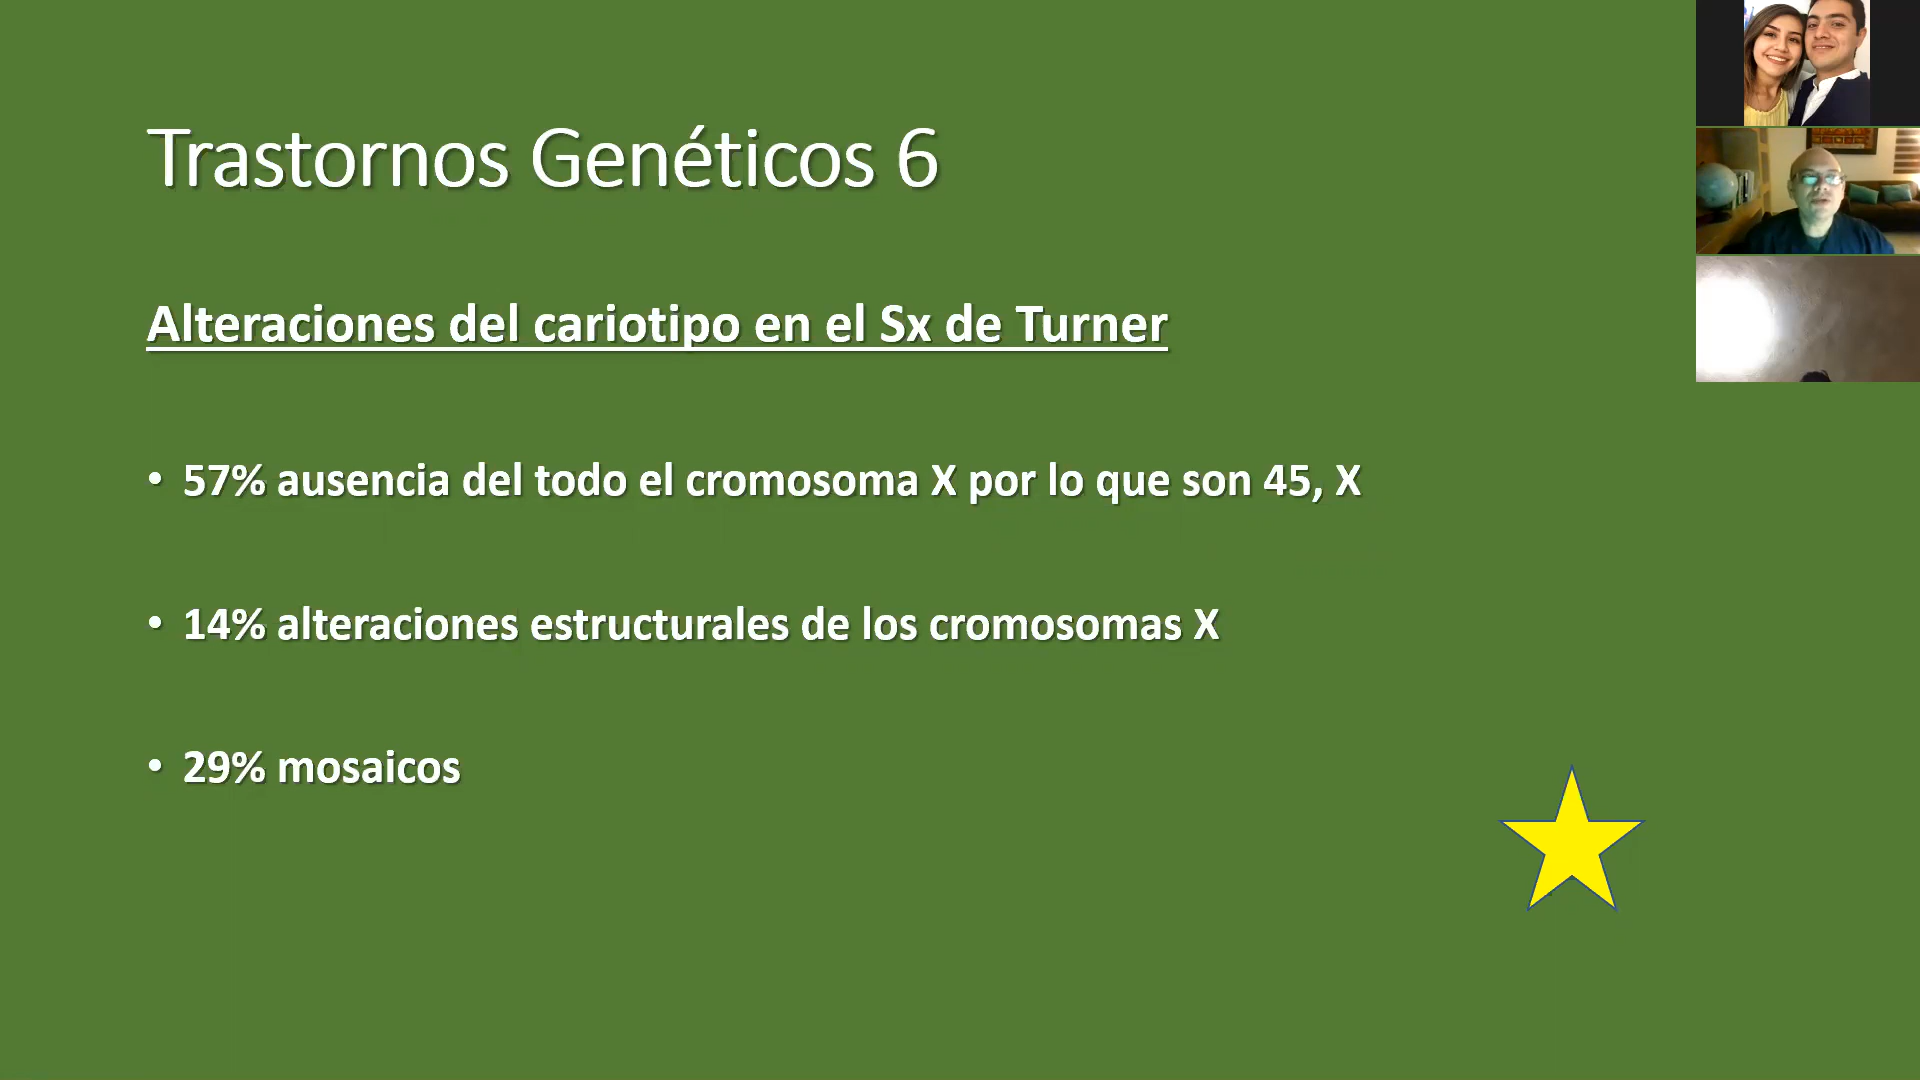 Trastornos Genéticos 6
Alteraciones del cariotipo en el Sx de Turner
• 57% ausencia del todo el cromosoma X por lo que son 45, X
• 14% alteraciones estructurales de los cromosomas X
• 29% mosaicos